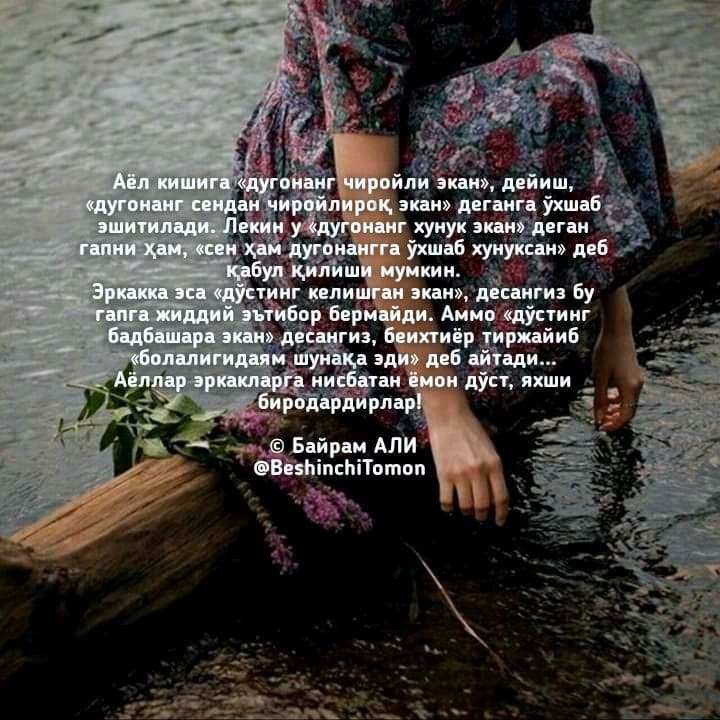 Аёл кишига «дугонанг чиройли экан», дейиш,
«дугонанг сендан чиройлироқ экан» деганга ўхшаб
эшитилади. Лекин у «дугонанг хунук экан» деган
гапни ҳам, «сен ҳам дугонангга ўхшаб хунуксан» деб
қабул қилиши мумкин.
Эркакка эса «дўстинг келишган экан», десангиз бу
гапга жиддий эътибор бермайди. Аммо «дўстинг
бадбашара экан» десангиз, беихтиёр тиржайиб
«болалигидаям шунақа эди» деб айтади...
Аёллар эркакларга нисбатан ёмон дўст, яхши
биродардирлар!
© Байрам АЛИ
@BeshinchiTomon